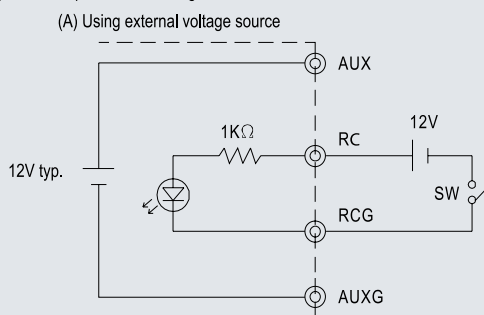 (A) Using external voltage source
AUX
1KΩ
RC
12V
12V typ.
SW
RCG
AUXG